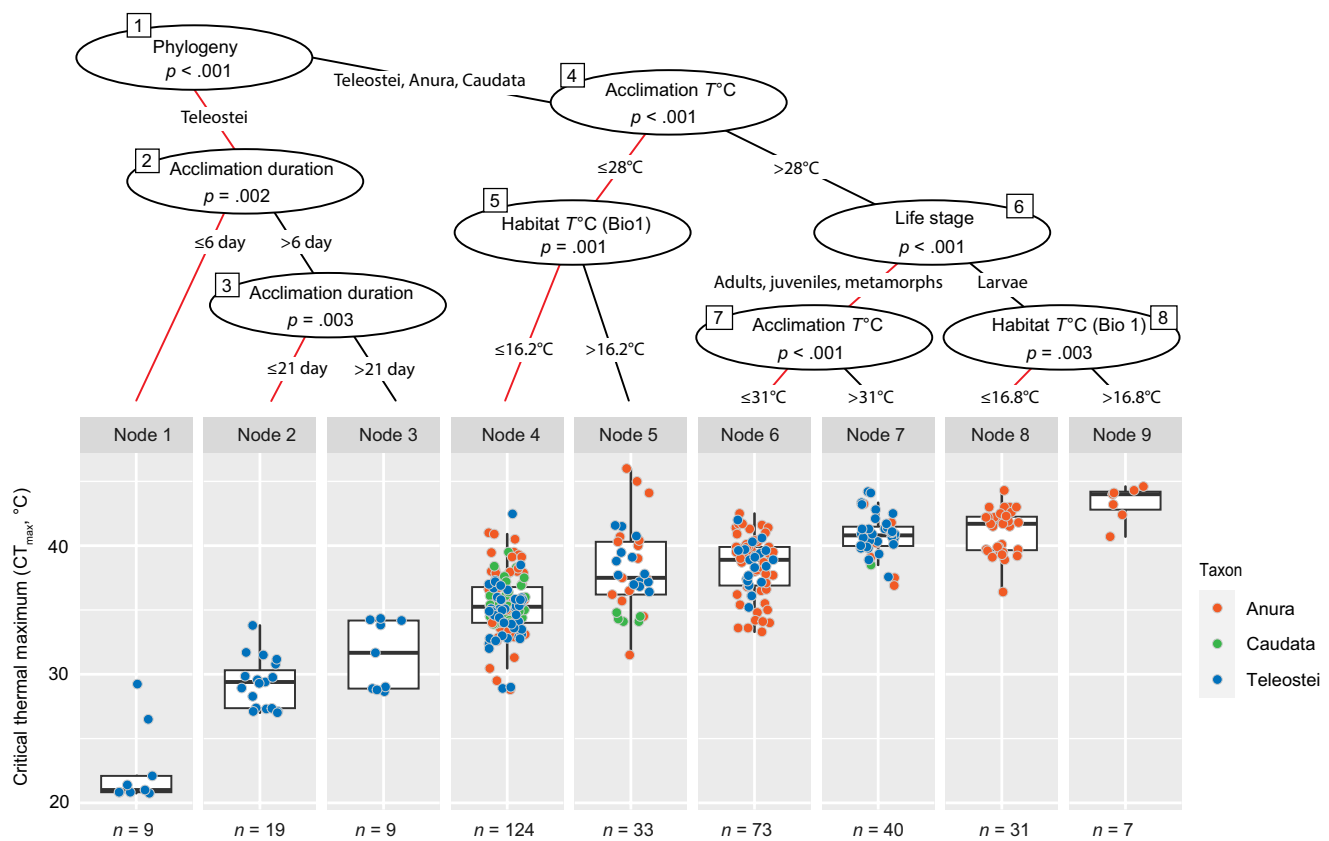 1
Phylogeny
p < .001
Teleostei, Anura, Caudata
4
Acclimation T°C
p < .001
Teleostei
2
Acclimation duration
p = .002
≤28°C
>28°C
5
Habitat T°C (Bio1)
p = .001
Life stage
6
p < .001
≤6 day
>6 day
3
Acclimation duration
p = .003
Adults, juveniles, metamorphs
Larvae
7
Acclimation T°C
p < .001
Habitat T°C (Bio 1)
8
p = .003
≤21 day
>21 day
≤16.2°C
>16.2°C
≤31°C
>31°C
≤16.8°C
>16.8°C
Node 1
Node 2
Node 3
Node 4
Node 5
Node 6
Node 7
Node 8
Node 9
Critical thermal maximum (CTmax, °C)
40
30
20
n = 9
n = 19
n = 9
n = 124
n = 33
n = 73
n = 40
n = 31
n = 7
Taxon
Anura
Caudata
Teleostei